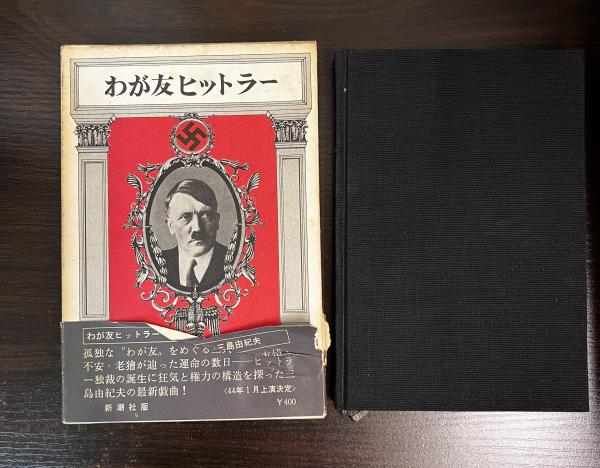 わが友ヒットラー
わが友ヒットラー
三島由紀夫
孤独な〝わが友〟をめぐる
不安・老獪が辿った運命の数日──ヒットラ
ー独裁の誕生に狂気と権力の構造を探った三
島由紀夫の最新戯曲！
〈44年1月上演決定〉
新潮社版
¥400